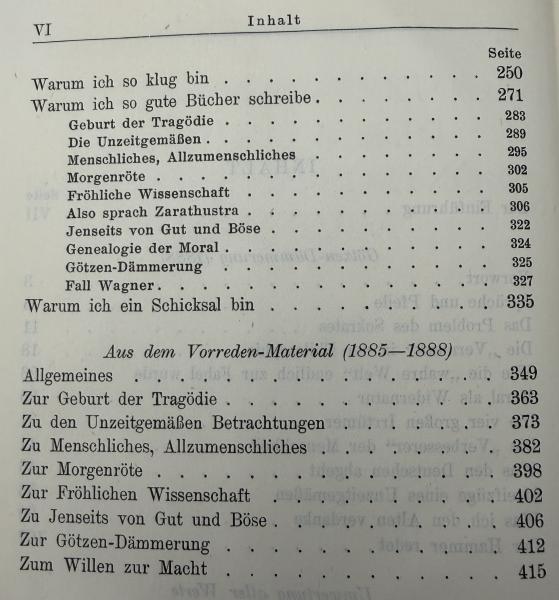 VI
Inhalt
Seite
Warum ich so klug bin . . . . . . . . . . . . 250
Warum ich so gute Bücher schreibe . . . . . . . . 271
Geburt der Tragödie . . . . . . . . . . . . 283
Die Unzeitgemäßen . . . . . . . . . . . . 289
Menschliches, Allzumenschliches . . . . . . . . 295
Morgenröte . . . . . . . . . . . . . . 302
Fröhliche Wissenschaft . . . . . . . . . . . 305
Also sprach Zarathustra . . . . . . . . . . . 306
Jenseits von Gut und Böse . . . . . . . . . . 322
Genealogie der Moral . . . . . . . . . . . 324
Götzen-Dämmerung . . . . . . . . . . . 325
Fall Wagner . . . . . . . . . . . . . . 327
Warum ich ein Schicksal bin . . . . . . . . . . 335
Aus dem Vorreden-Material (1885—1888)
Allgemeines . . . . . . . . . . . . . . 349
Zur Geburt der Tragödie . . . . . . . . . . . 363
Zu den Unzeitgemäßen Betrachtungen . . . . . . . 373
Zu Menschliches, Allzumenschliches . . . . . . . . 382
Zur Morgenröte . . . . . . . . . . . . . 398
Zur Fröhlichen Wissenschaft . . . . . . . . . . 402
Zu Jenseits von Gut und Böse . . . . . . . . . 406
Zur Götzen-Dämmerung . . . . . . . . . . . 412
Zum Willen zur Macht . . . . . . . . . . . 415